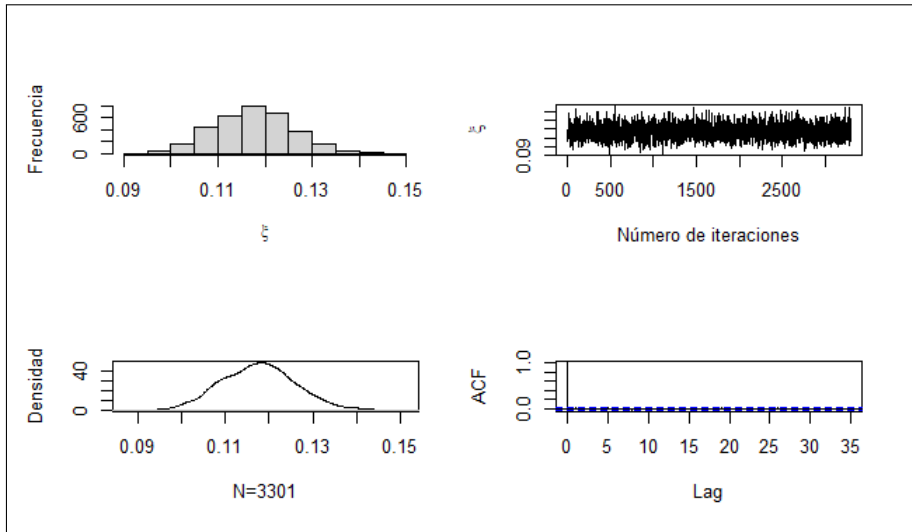 Frecuencia
600
0
0.09 0.11 0.13 0.15
ξ
ξ
0.09
0 500 1500 2500
Número de iteraciones
Densidad
40
0
0.09 0.11 0.13 0.15
N=3301
ACF
1.0
0.0
0 5 10 15 20 25 30 35
Lag